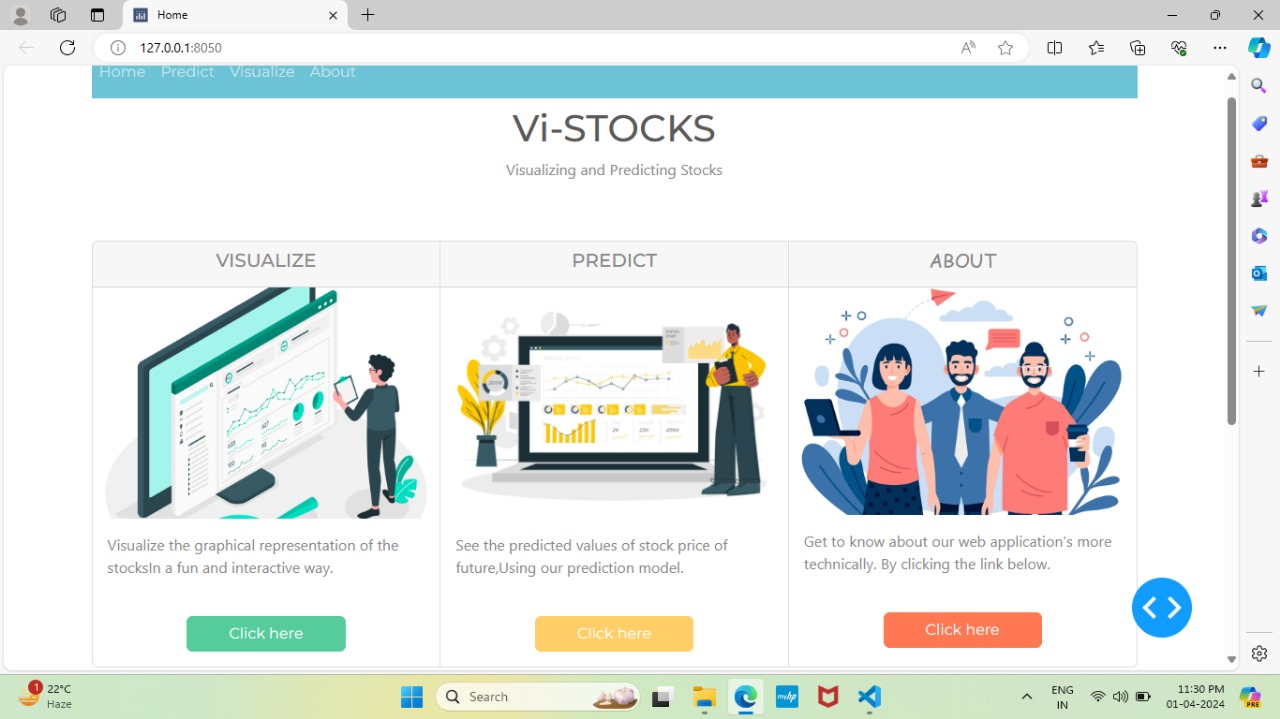 Home
127.0.0.1:8050
Home Predict Visualize About
Vi-STOCKS
Visualizing and Predicting Stocks
VISUALIZE
PREDICT
ABOUT
Visualize the graphical representation of the
stocksIn a fun and interactive way.
See the predicted values of stock price of
future,Using our prediction model.
Get to know about our web application's more
technically. By clicking the link below.
Click here
Click here
Click here
1
22°C
Haze
Search
ENG
IN
11:30 PM
01-04-2024
PRE